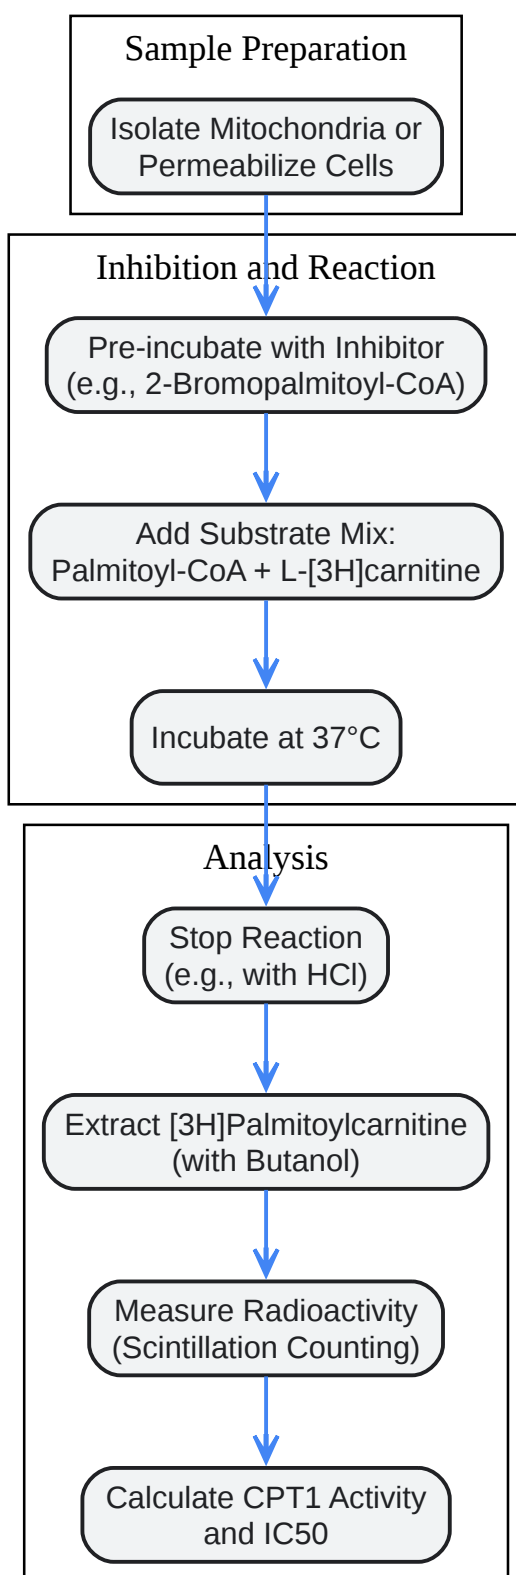 Sample Preparation
Isolate Mitochondria or
Permeabilize Cells
Inhibition and Reaction
Pre-incubate with Inhibitor
(e.g., 2-Bromopalmitoyl-CoA)
Add Substrate Mix:
Palmitoyl-CoA + L-[3H]carnitine
Incubate at 37°C
Analysis
Stop Reaction
(e.g., with HCl)
Extract [3H]Palmitoylcarnitine
(with Butanol)
Measure Radioactivity
(Scintillation Counting)
Calculate CPT1 Activity
and IC50